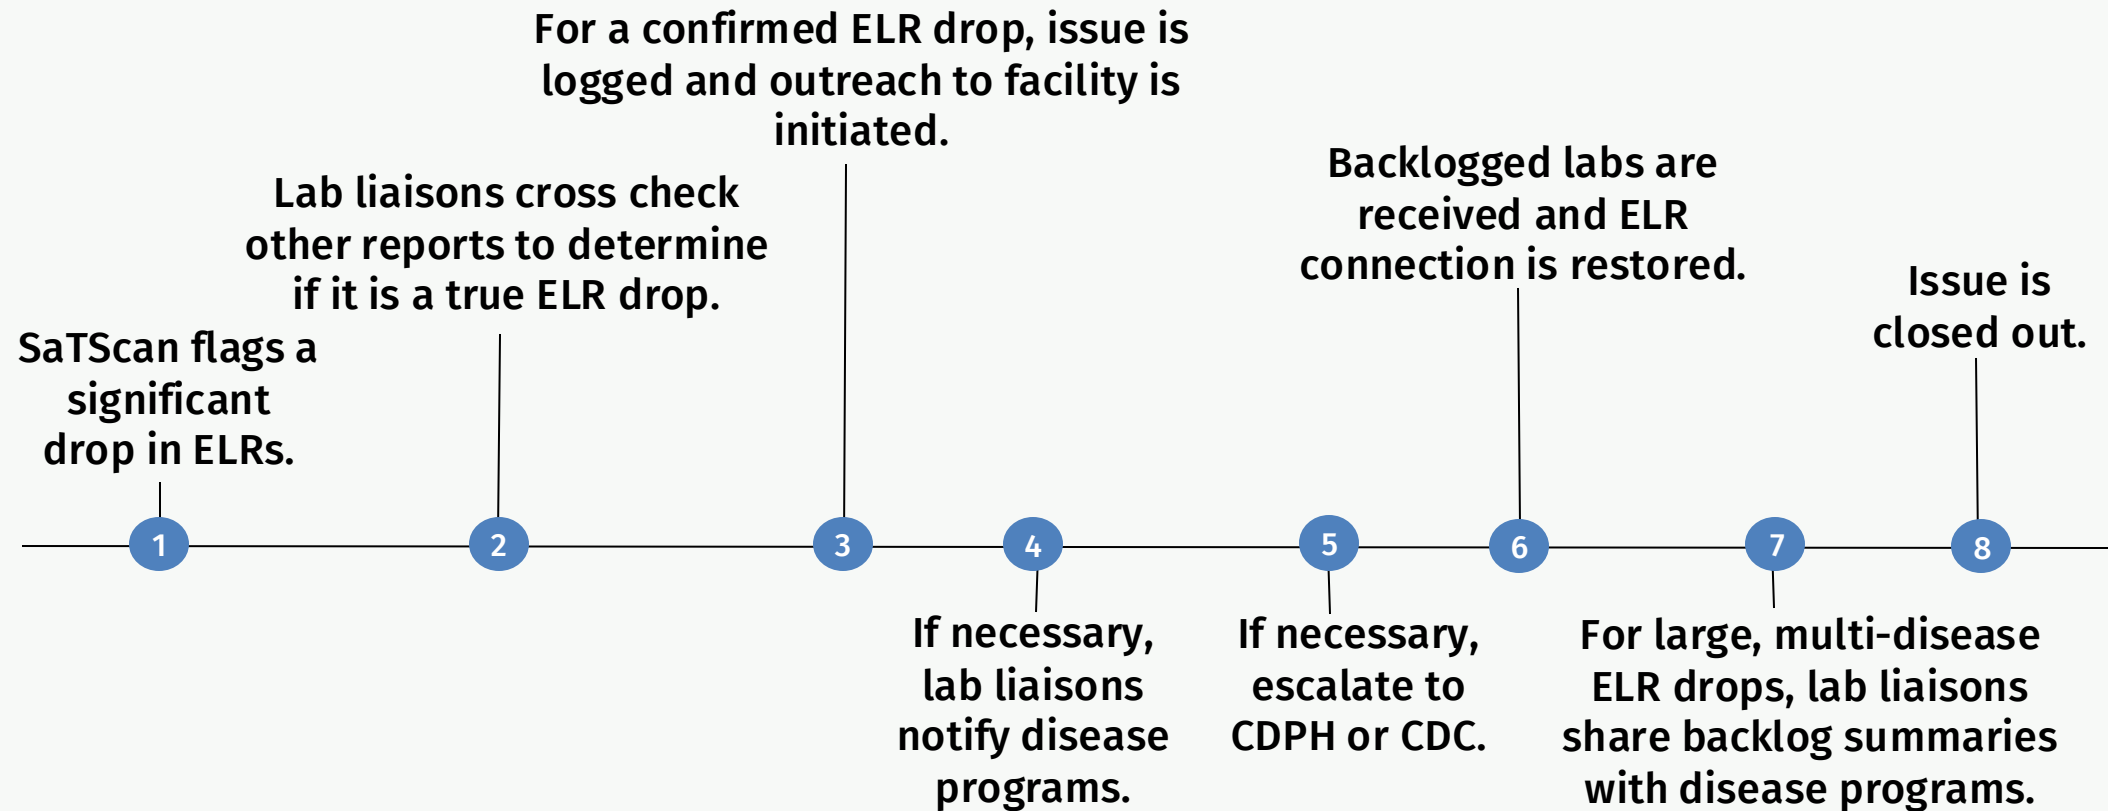 SaTScan flags a
significant
drop in ELRs.
1
Lab liaisons cross check
other reports to determine
if it is a true ELR drop.
2
For a confirmed ELR drop, issue is
logged and outreach to facility is
initiated.
3
4
If necessary,
lab liaisons
notify disease
programs.
5
If necessary,
escalate to
CDPH or CDC.
Backlogged labs are
received and ELR
connection is restored.
6
7
For large, multi-disease
ELR drops, lab liaisons
share backlog summaries
with disease programs.
Issue is
closed out.
8